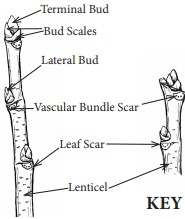 Terminal Bud
Bud Scales
Lateral Bud
Vascular Bundle Scar
Leaf Scar
Lenticel
KEY